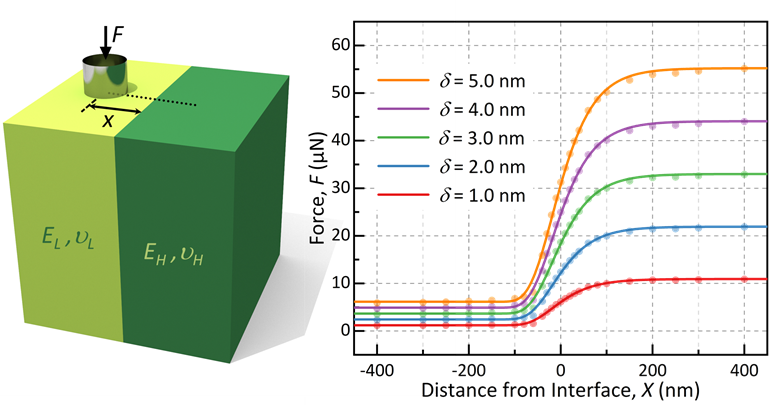 F
X
E_L, υ_L
E_H, υ_H
Force, F (μN)
60
50
40
30
20
10
0
δ = 5.0 nm
δ = 4.0 nm
δ = 3.0 nm
δ = 2.0 nm
δ = 1.0 nm
-400 -200 0 200 400
Distance from Interface, X (nm)